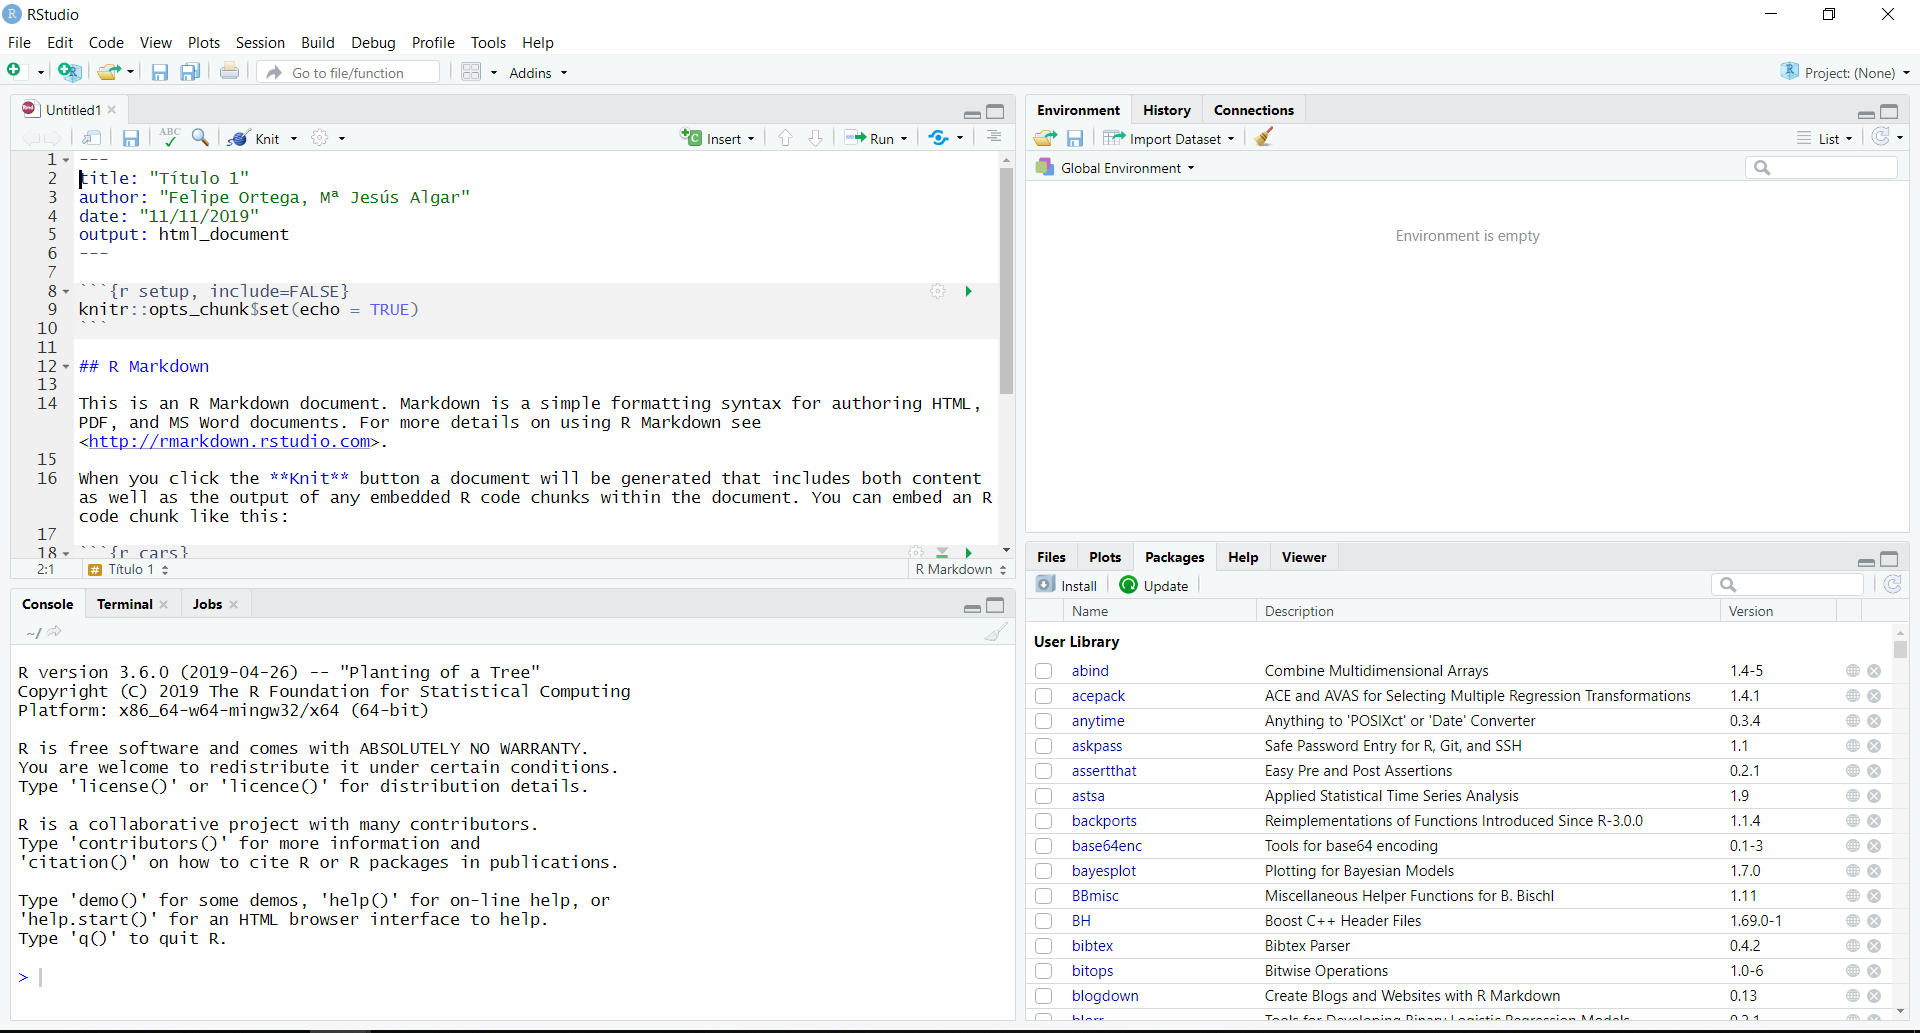 RStudio
File Edit Code View Plots Session Build Debug Profile Tools Help
Go to file/function Addins Project: (None)
Untitled1
ABC Knit Insert Run
1 ---
2 title: "Título 1"
3 author: "Felipe Ortega, Mª Jesús Algar"
4 date: "11/11/2019"
5 output: html_document
6 ---
7
8 ```{r setup, include=FALSE}
9 knitr::opts_chunk$set(echo = TRUE)
10 ```
11
12 ## R Markdown
13
14 This is an R Markdown document. Markdown is a simple formatting syntax for authoring HTML,
PDF, and MS Word documents. For more details on using R Markdown see
<http://rmarkdown.rstudio.com>.
15
16 When you click the **Knit** button a document will be generated that includes both content
as well as the output of any embedded R code chunks within the document. You can embed an R
code chunk like this:
17
18 ```{r cars}
2:1 Título 1 R Markdown
Console Terminal Jobs
~/
R version 3.6.0 (2019-04-26) -- "Planting of a Tree"
Copyright (C) 2019 The R Foundation for Statistical Computing
Platform: x86_64-w64-mingw32/x64 (64-bit)
R is free software and comes with ABSOLUTELY NO WARRANTY.
You are welcome to redistribute it under certain conditions.
Type 'license()' or 'licence()' for distribution details.
R is a collaborative project with many contributors.
Type 'contributors()' for more information and
'citation()' on how to cite R or R packages in publications.
Type 'demo()' for some demos, 'help()' for on-line help, or
'help.start()' for an HTML browser interface to help.
Type 'q()' to quit R.
>
Environment History Connections
Import Dataset List
Global Environment
Environment is empty
Files Plots Packages Help Viewer
Install Update
Name Description Version
User Library
abind Combine Multidimensional Arrays 1.4-5
acepack ACE and AVAS for Selecting Multiple Regression Transformations 1.4.1
anytime Anything to 'POSIXct' or 'Date' Converter 0.3.4
askpass Safe Password Entry for R, Git, and SSH 1.1
assertthat Easy Pre and Post Assertions 0.2.1
astsa Applied Statistical Time Series Analysis 1.9
backports Reimplementations of Functions Introduced Since R-3.0.0 1.1.4
base64enc Tools for base64 encoding 0.1-3
bayesplot Plotting for Bayesian Models 1.7.0
BBmisc Miscellaneous Helper Functions for B. Bischl 1.11
BH Boost C++ Header Files 1.69.0-1
bibtex Bibtex Parser 0.4.2
bitops Bitwise Operations 1.0-6
blogdown Create Blogs and Websites with R Markdown 0.13
Tools for Developing Binary Logistic Regression Models